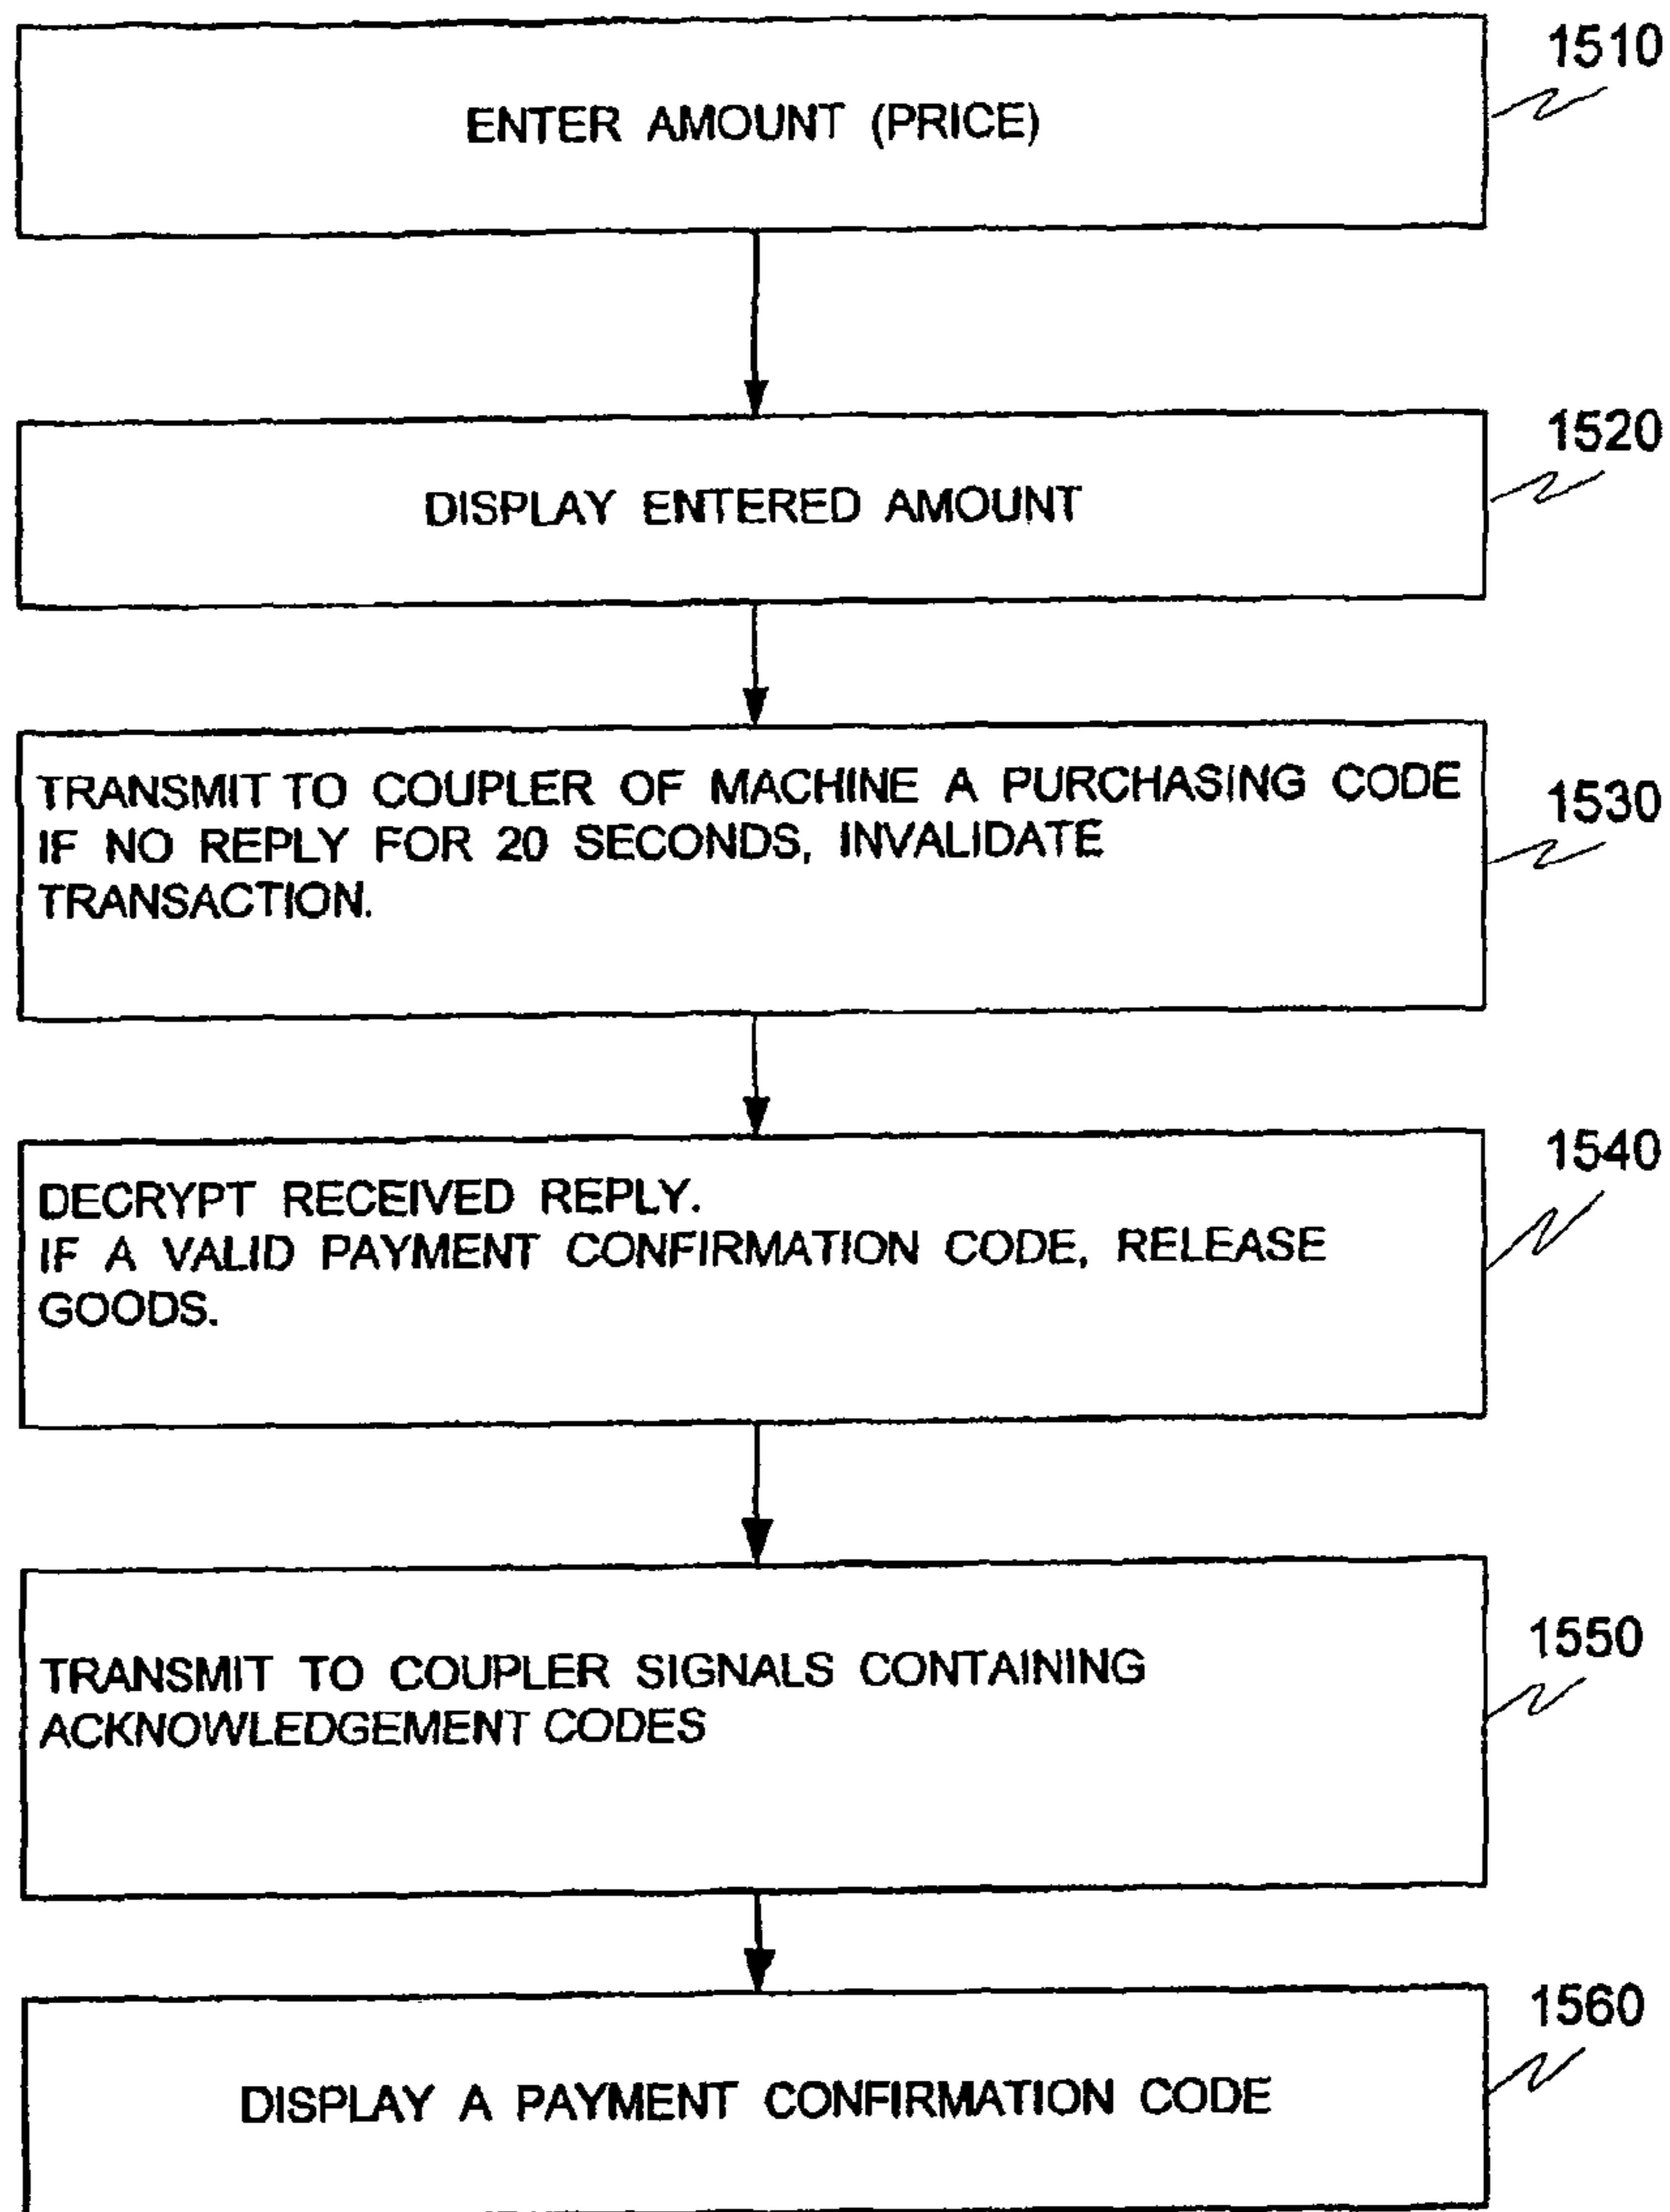 1510
ENTER AMOUNT (PRICE)
1520
DISPLAY ENTERED AMOUNT
TRANSMIT TO COUPLER OF MACHINE A PURCHASING CODE
1530
IF NO REPLY FOR 20 SECONDS, INVALIDATE
TRANSACTION.
1540
DECRYPT RECEIVED REPLY.
IF A VALID PAYMENT CONFIRMATION CODE, RELEASE
GOODS.
1550
TRANSMIT TO COUPLER SIGNALS CONTAINING
ACKNOWLEDGEMENT CODES
1560
DISPLAY A PAYMENT CONFIRMATION CODE